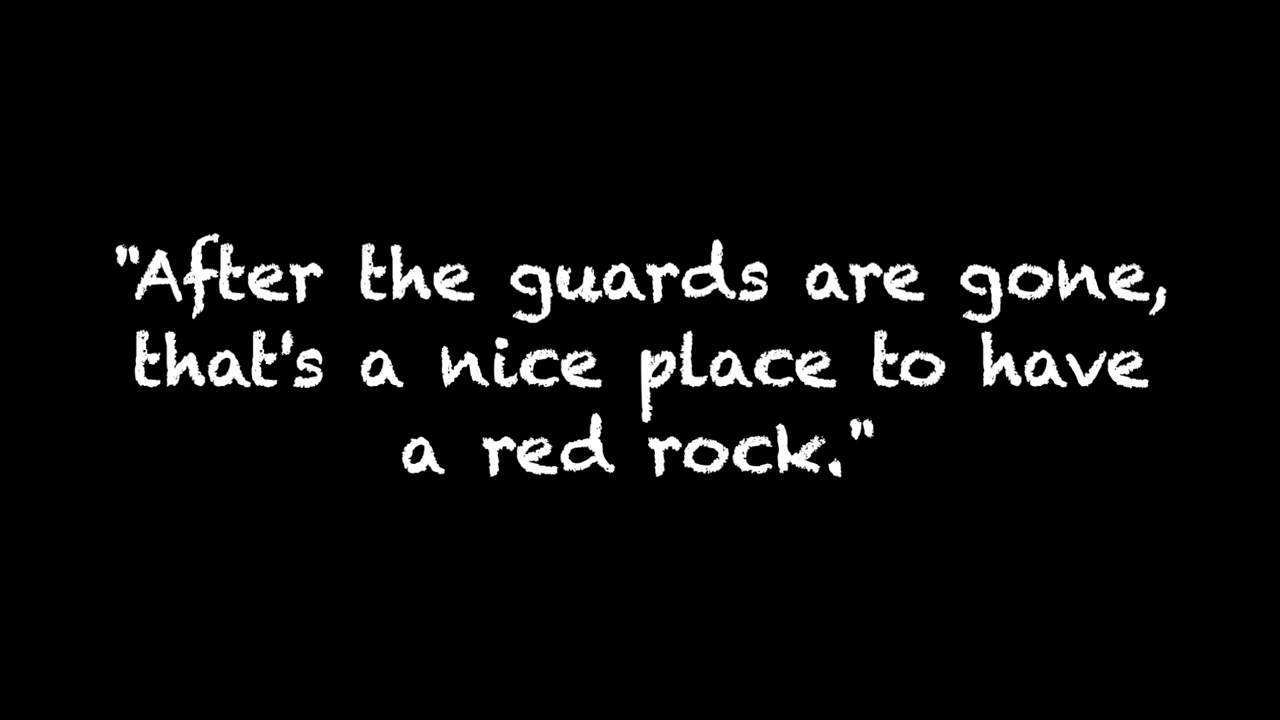 "After the guards are gone,
that's a nice place to have
a red rock."